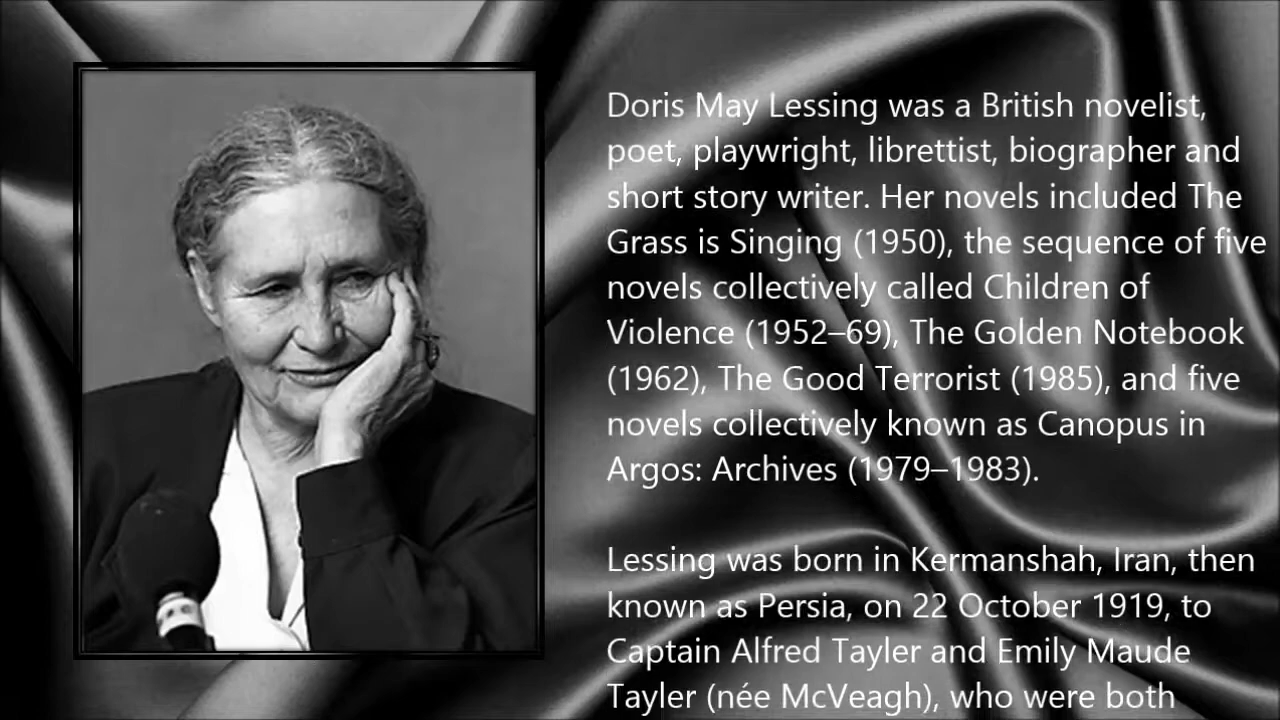 Doris May Lessing was a British novelist,
poet, playwright, librettist, biographer and
short story writer. Her novels included The
Grass is Singing (1950), the sequence of five
novels collectively called Children of
Violence (1952–69), The Golden Notebook
(1962), The Good Terrorist (1985), and five
novels collectively known as Canopus in
Argos: Archives (1979–1983).
Lessing was born in Kermanshah, Iran, then
known as Persia, on 22 October 1919, to
Captain Alfred Tayler and Emily Maude
Tayler (née McVeagh), who were both